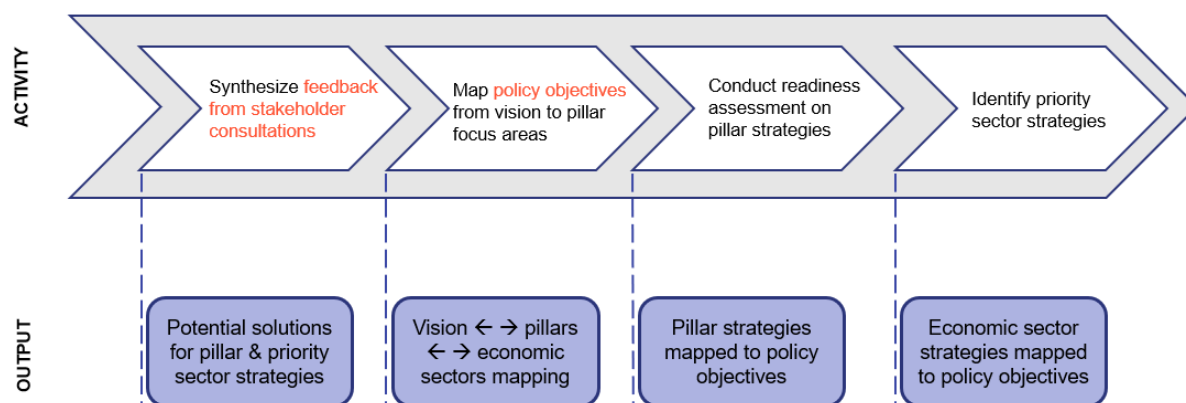 ACTIVITY
Synthesize feedback
from stakeholder
consultations
Map policy objectives
from vision to pillar
focus areas
Conduct readiness
assessment on
pillar strategies
Identify priority
sector strategies
OUTPUT
Potential solutions
for pillar & priority
sector strategies
Vision ← → pillars
← → economic
sectors mapping
Pillar strategies
mapped to policy
objectives
Economic sector
strategies mapped
to policy objectives